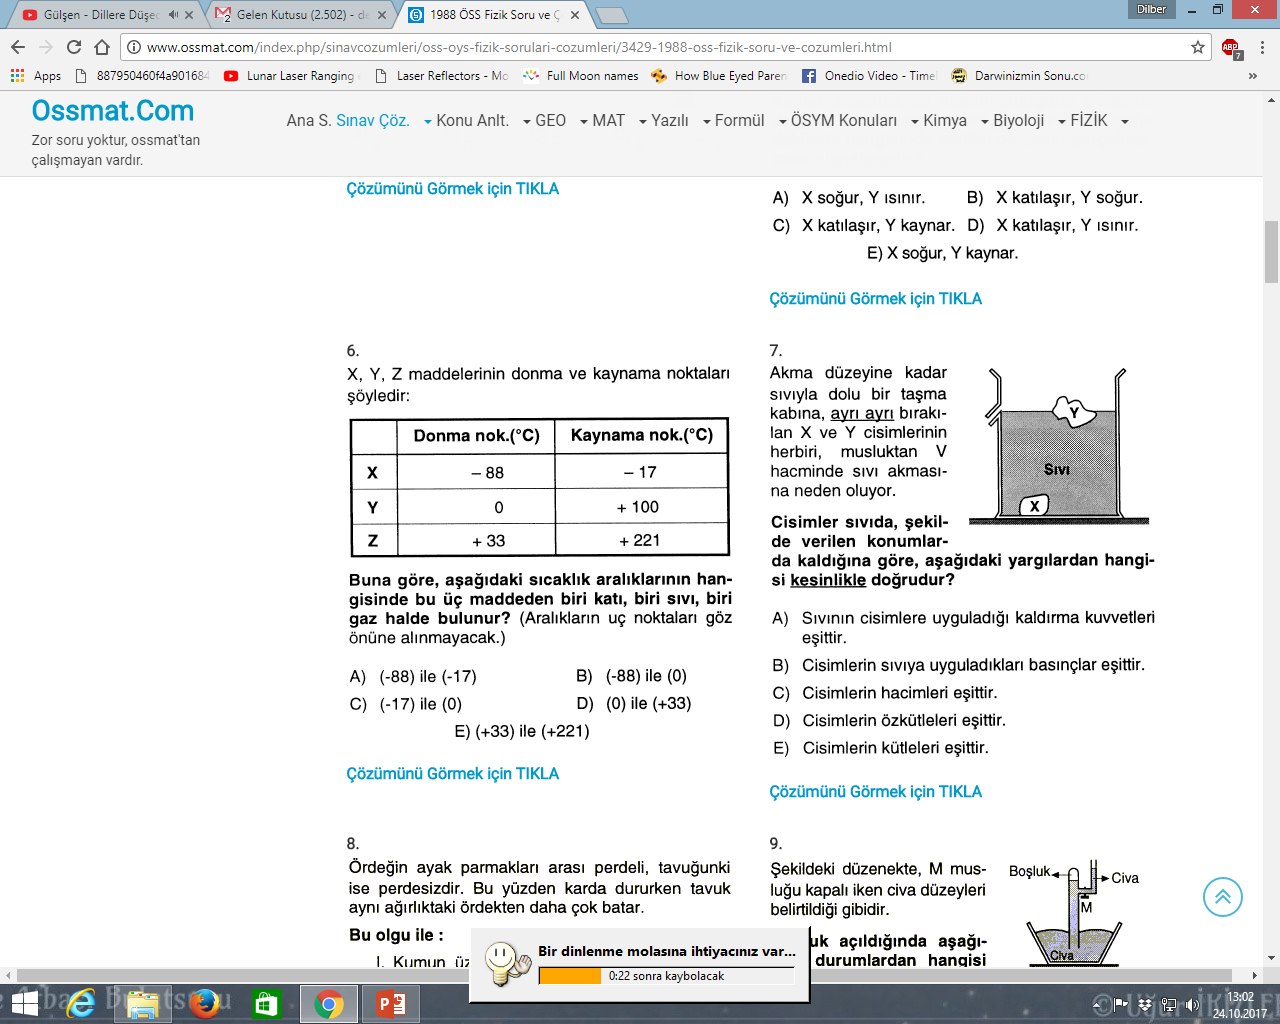 Gülşen - Dillere Düşec
Gelen Kutusu (2.502) - de
1988 ÖSS Fizik Soru ve Ç
Dilber
www.ossmat.com/index.php/sinavcozumleri/oss-oys-fizik-sorulari-cozumleri/3429-1988-oss-fizik-soru-ve-cozumleri.html
ABP
7
Apps
887950460f4a901684
Lunar Laser Ranging
Laser Reflectors - Mo
Full Moon names
How Blue Eyed Paren
Onedio Video - Timel
Darwinizmin Sonu.co
»
Ossmat.Com
Zor soru yoktur, ossmat'tan
çalışmayan vardır.
Ana S. Sınav Çöz. Konu Anlt. GEO MAT Yazılı Formül ÖSYM Konuları Kimya Biyoloji FİZİK
Çözümünü Görmek için TIKLA
A) X soğur, Y ısınır. B) X katılaşır, Y soğur.
C) X katılaşır, Y kaynar. D) X katılaşır, Y ısınır.
E) X soğur, Y kaynar.
Çözümünü Görmek için TIKLA
6.
X, Y, Z maddelerinin donma ve kaynama noktaları
şöyledir:
Donma nok.(°C) Kaynama nok.(°C)
X – 88 – 17
Y 0 + 100
Z + 33 + 221
Buna göre, aşağıdaki sıcaklık aralıklarının han-
gisinde bu üç maddeden biri katı, biri sıvı, biri
gaz halde bulunur? (Aralıkların uç noktaları göz
önüne alınmayacak.)
A) (-88) ile (-17) B) (-88) ile (0)
C) (-17) ile (0) D) (0) ile (+33)
E) (+33) ile (+221)
Çözümünü Görmek için TIKLA
7.
Akma düzeyine kadar
sıvıyla dolu bir taşma
kabına, ayrı ayrı bırakı-
lan X ve Y cisimlerinin
herbiri, musluktan V
hacminde sıvı akması-
na neden oluyor.
Y
Sıvı
X
Cisimler sıvıda, şekil-
de verilen konumlar-
da kaldığına göre, aşağıdaki yargılardan hangi-
si kesinlikle doğrudur?
A) Sıvının cisimlere uyguladığı kaldırma kuvvetleri
eşittir.
B) Cisimlerin sıvıya uyguladıkları basınçlar eşittir.
C) Cisimlerin hacimleri eşittir.
D) Cisimlerin özkütleleri eşittir.
E) Cisimlerin kütleleri eşittir.
Çözümünü Görmek için TIKLA
8.
Ördeğin ayak parmakları arası perdeli, tavuğunki
ise perdesizdir. Bu yüzden karda dururken tavuk
aynı ağırlıktaki ördekten daha çok batar.
Bu olgu ile :
I. Kumun üz
9.
Şekildeki düzenekte, M mus-
luğu kapalı iken civa düzeyleri
belirtildiği gibidir.
uk açıldığında aşağı-
durumlardan hangisi
Boşluk
Civa
M
Civa
Bir dinlenme molasına ihtiyacınız var...
0:22 sonra kaybolacak
13:02
24.10.2017